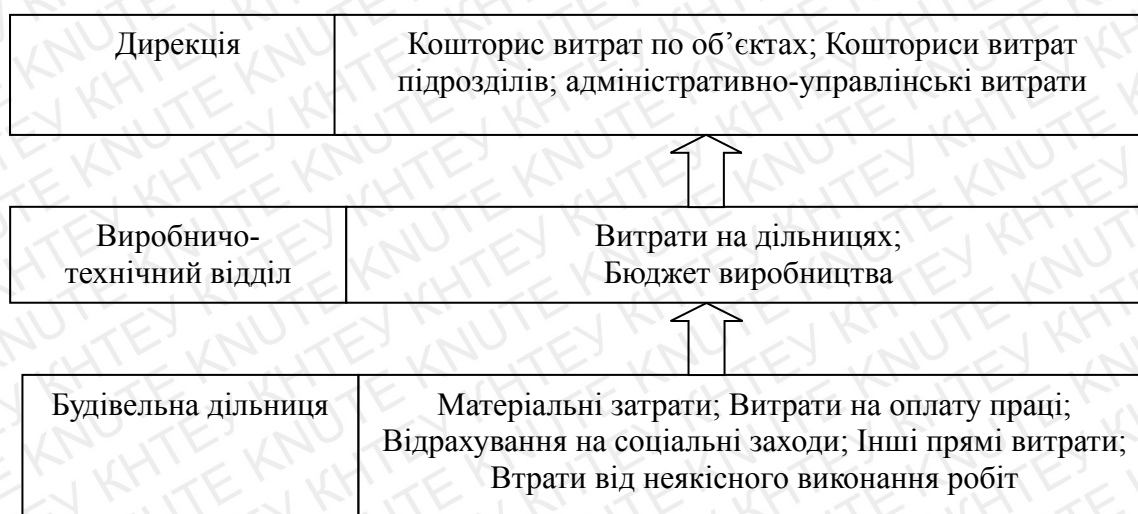 Дирекція
Кошторис витрат по об’єктах; Кошториси витрат
підрозділів; адміністративно-управлінські витрати
Виробничо-
технічний відділ
Витрати на дільницях;
Бюджет виробництва
Будівельна дільниця
Матеріальні затрати; Витрати на оплату праці;
Відрахування на соціальні заходи; Інші прямі витрати;
Втрати від неякісного виконання робіт